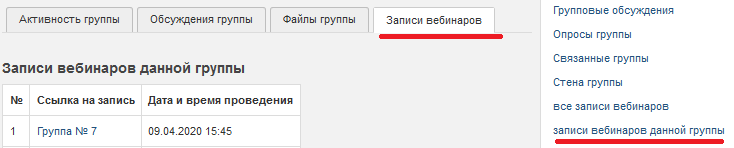 Активность группы Обсуждения группы Файлы группы Записи вебинаров
Записи вебинаров данной группы
№ Ссылка на запись Дата и время проведения
1 Группа № 7 09.04.2020 15:45
Групповые обсуждения
Опросы группы
Связанные группы
Стена группы
все записи вебинаров
записи вебинаров данной группы